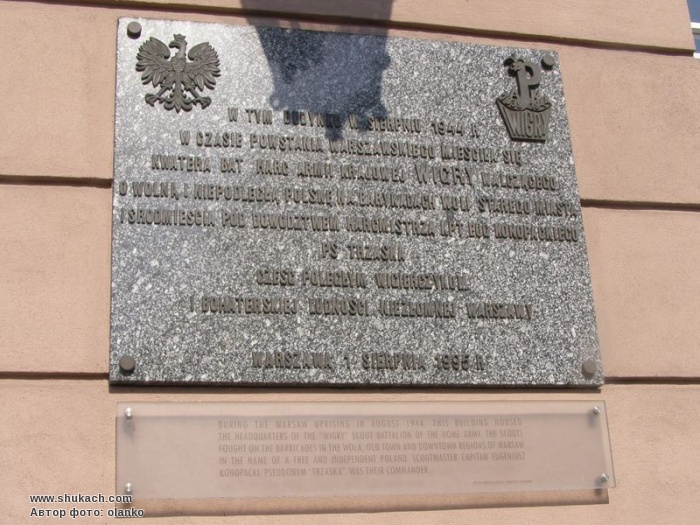 WIGRY
W TYM BUDYNKU W SIERPNIU 1944 R
W CZASIE POWSTANIA WARSZAWSKIEGO MIEŚCIŁA SIĘ
KWATERA BAT HARC ARMII KRAJOWEJ WIGRY WALCZĄCEGO
O WOLNĄ I NIEPODLEGŁĄ POLSKĘ NA BARYKADACH WOLI STAREGO MIASTA
I ŚRÓDMIEŚCIA POD DOWÓDZTWEM HARCMISTRZA KPT EUG KONOPACKIEGO
PS TRZASKA
CZEŚĆ POLEGŁYM WIGIERCZYKOM
I BOHATERSKIEJ LUDNOŚCI NIEZŁOMNEJ WARSZAWY
WARSZAWA 1 SIERPNIA 1995 R
DURING THE WARSAW UPRISING IN AUGUST 1944, THIS BUILDING HOUSED
THE HEADQUARTERS OF THE "WIGRY" SCOUT BATTALION OF THE HOME ARMY. THE SCOUTS
FOUGHT ON THE BARRICADES IN THE WOLA, OLD TOWN AND DOWNTOWN REGIONS OF WARSAW
IN THE NAME OF A FREE AND INDEPENDENT POLAND. SCOUTMASTER CAPITAN EUGENIUSZ
KONOPACKI, PSEUDONYM "TRZASKA", WAS THEIR COMMANDER.
www.shukach.com
Автор фото: olanko